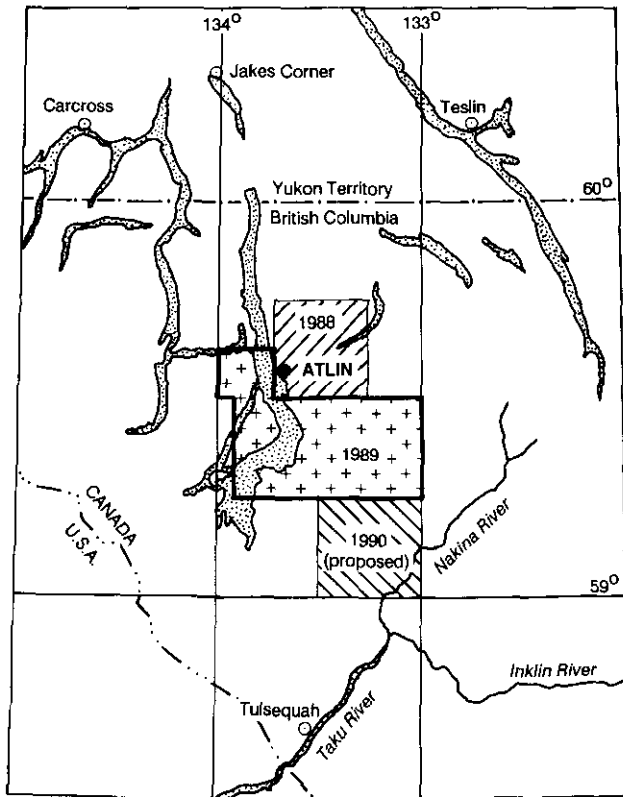 134°
133°
Jakes Corner
Carcross
Teslin
Yukon Territory
60°
British Columbia
1988
ATLIN
1989
CANADA
U.S.A.
1990
(proposed)
Nakina River
59°
Inklin River
Tulsequah
Taku River